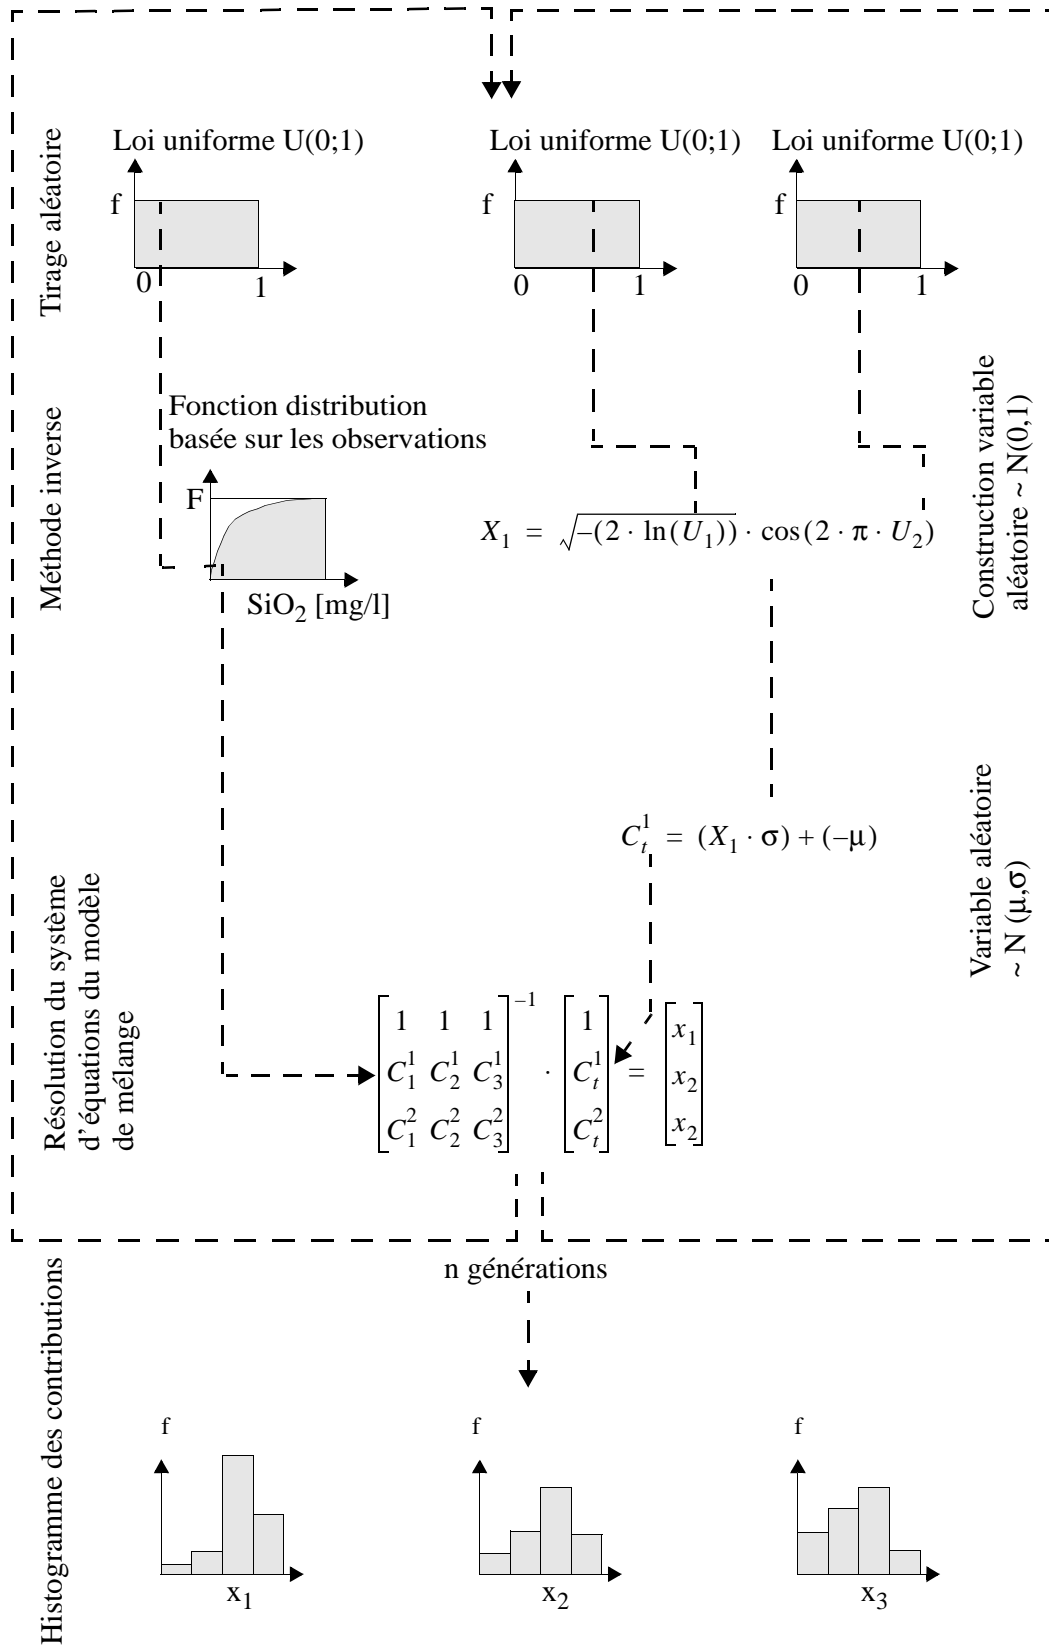 Tirage aléatoire
Loi uniforme U(0;1)
f
0
1
Loi uniforme U(0;1)
f
0
1
Loi uniforme U(0;1)
f
0
1
Méthode inverse
Fonction distribution
basée sur les observations
F
SiO₂ [mg/l]
X₁ = √(–(2 · ln(U₁))) · cos(2 · π · U₂)
Construction variable
aléatoire ~ N(0,1)
C_t^1 = (X₁ · σ) + (–μ)
Variable aléatoire
~ N (μ,σ)
Résolution du système
d'équations du modèle
de mélange
[1 1 1]^–1 · [1] = [x₁]
[C_1^1 C_2^1 C_3^1] [C_t^1] [x₂]
[C_1^2 C_2^2 C_3^2] [C_t^2] [x₂]
n générations
Histogramme des contributions
f
x₁
f
x₂
f
x₃